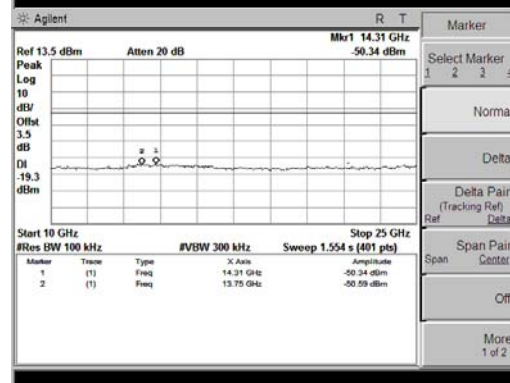 Agilent R T
Mkr1 14.31 GHz
Ref 13.5 dBm Atten 20 dB -50.34 dBm
Peak
Log
10
dB/
Offst
3.5
dB
DI
-19.3
dBm
2 1
Start 10 GHz Stop 25 GHz
#Res BW 100 kHz #VBW 300 kHz Sweep 1.554 s (401 pts)
Marker Trace Type X Axis Amplitude
1 (1) Freq 14.31 GHz -50.34 dBm
2 (1) Freq 13.75 GHz -50.59 dBm
Marker
Select Marker
1 2 3 4
Norma
Delta
Delta Pair
(Tracking Ref)
Ref Delta
Span Pair
Span Center
Off
More
1 of 2